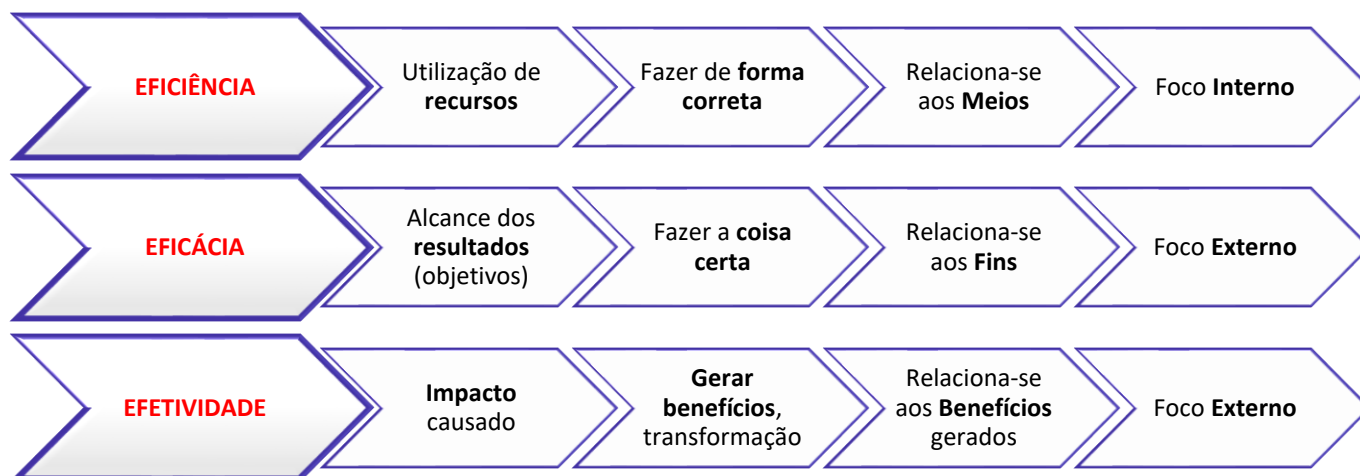 EFICIÊNCIA
Utilização de
recursos
Fazer de forma
correta
Relaciona-se
aos Meios
Foco Interno
EFICÁCIA
Alcance dos
resultados
(objetivos)
Fazer a coisa
certa
Relaciona-se
aos Fins
Foco Externo
EFETIVIDADE
Impacto
causado
Gerar
benefícios,
transformação
Relaciona-se
aos Benefícios
gerados
Foco Externo